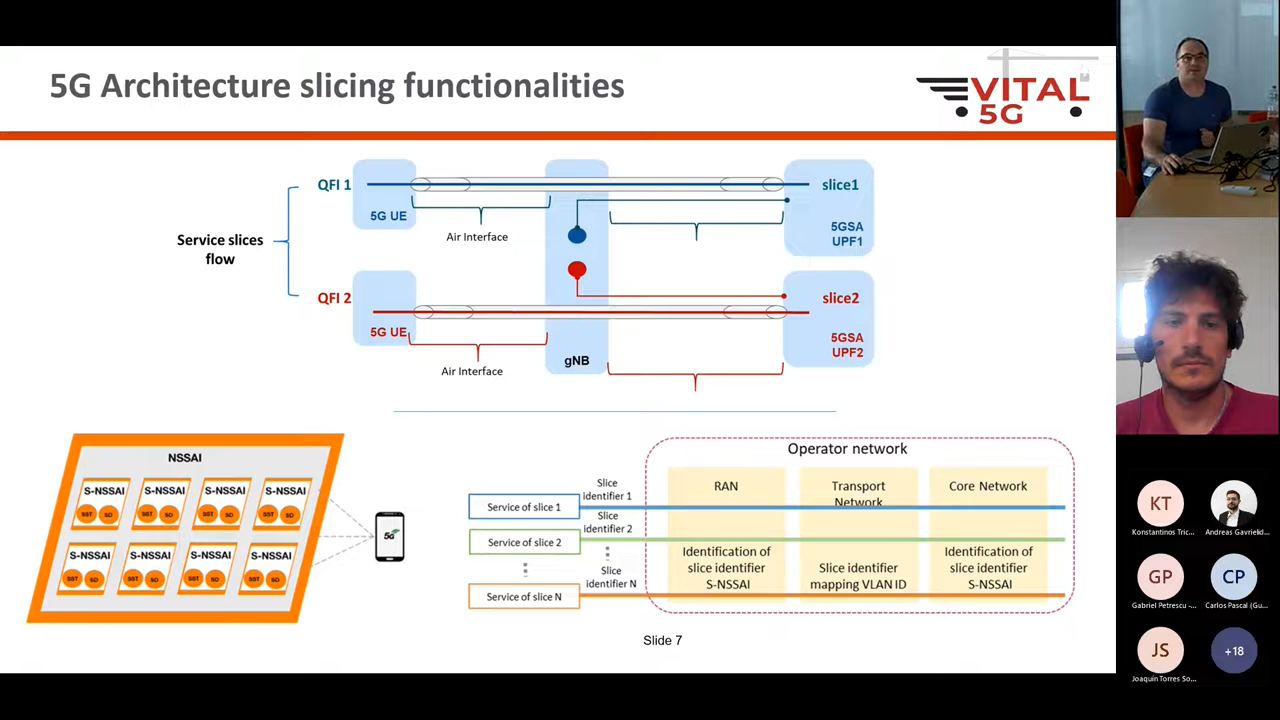 5G Architecture slicing functionalities
VITAL
5G
QFI 1
slice1
5G UE
Air Interface
5GSA
UPF1
Service slices
flow
QFI 2
slice2
5G UE
5GSA
UPF2
gNB
Air Interface
NSSAI
S-NSSAI
S-NSSAI
S-NSSAI
S-NSSAI
SST
SD
SST
SD
SST
SD
SST
SD
S-NSSAI
S-NSSAI
S-NSSAI
S-NSSAI
SST
SD
SST
SD
SST
SD
SST
SD
5G
Operator network
Slice
identifier 1
Service of slice 1
Slice
identifier 2
Service of slice 2
Slice
identifier N
Service of slice N
RAN
Transport
Network
Core Network
Identification of
slice identifier
S-NSSAI
Slice identifier
mapping VLAN ID
Identification of
slice identifier
S-NSSAI
Slide 7
KT
Konstantinos Tric...
Andreas Gavrielid...
GP
Gabriel Petrescu -...
CP
Carlos Pascal (Gu...
JS
Joaquín Torres So...
+18